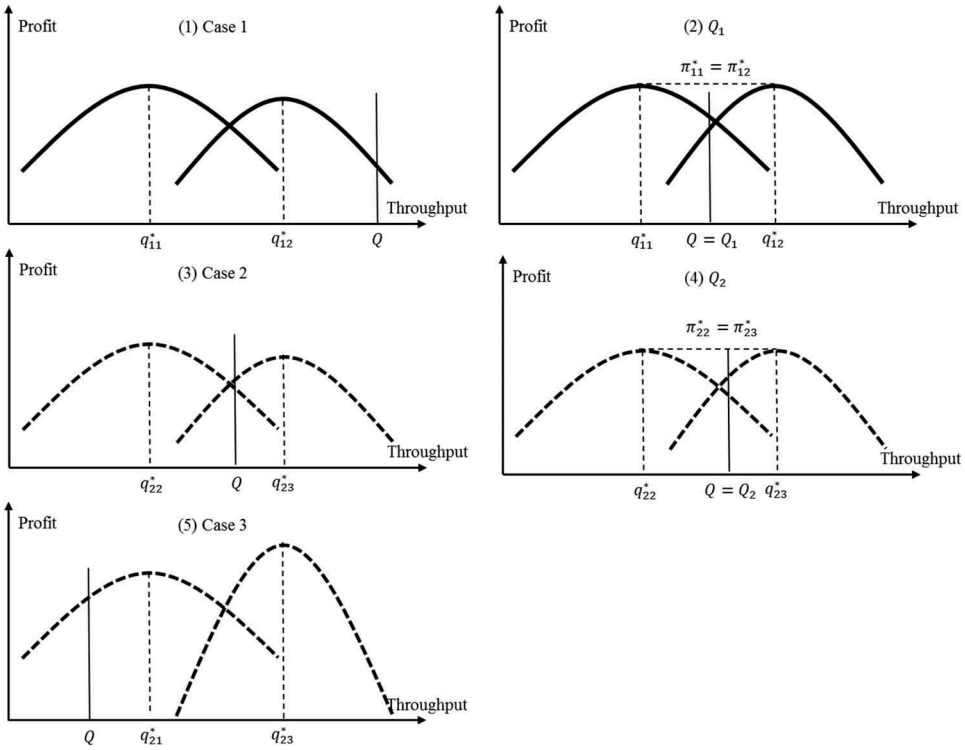 Profit
(1) Case 1
Throughput
q*11
q*12
Q
Profit
(2) Q1
π*11 = π*12
Throughput
q*11
Q = Q1
q*12
Profit
(3) Case 2
Throughput
q*22
Q
q*23
Profit
(4) Q2
π*22 = π*23
Throughput
q*22
Q = Q2
q*23
Profit
(5) Case 3
Throughput
Q
q*21
q*23